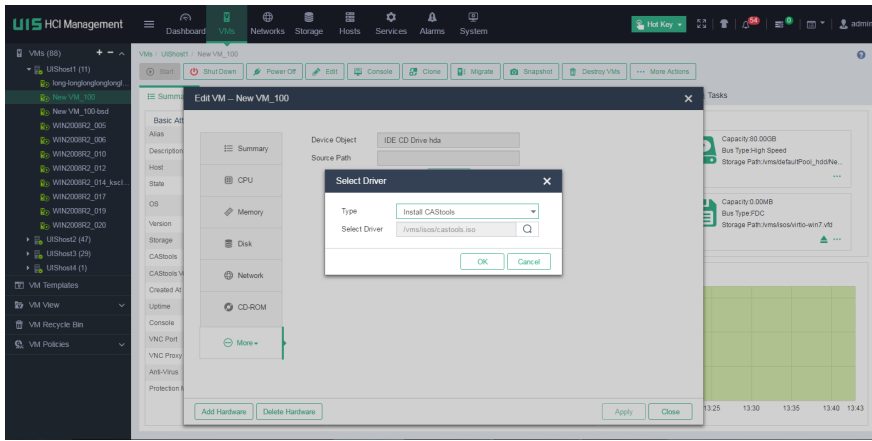 UIS HCI Management
Dashboard
VMs
Networks
Storage
Hosts
Services
Alarms
System
Hot Key
54
0
admin
VMs (88)
UIShost1 (11)
long-longlonglonglongl...
New VM_100
New VM_100-bsd
WIN2008R2_005
WIN2008R2_006
WIN2008R2_010
WIN2008R2_012
WIN2008R2_014_kscl...
WIN2008R2_017
WIN2008R2_019
WIN2008R2_020
UIShost2 (47)
UIShost3 (29)
UIShost4 (1)
VM Templates
VM View
VM Recycle Bin
VM Policies
VMs / UIShost1 / New VM_100
Start
Shut Down
Power Off
Edit
Console
Clone
Migrate
Snapshot
Destroy VMs
More Actions
Summa
Tasks
Basic Att
Alias
Description
Host
State
OS
Version
Storage
CAStools
CAStools V
Created At
Uptime
Console
VNC Port
VNC Proxy
Anti-Virus
Protection
Edit VM -- New VM_100
Summary
CPU
Memory
Disk
Network
CD-ROM
More
Device Object IDE CD Drive hda
Source Path
Select Driver
Type Install CAStools
Select Driver /vms/isos/castools.iso
OK
Cancel
Add Hardware
Delete Hardware
Apply
Close
Capacity:80.00GB
Bus Type:High Speed
Storage Path:/vms/defaultPool_hdd/Ne...
Capacity:0.00MB
Bus Type:FDC
Storage Path:/vms/isos/virtio-win7.vfd
13:25 13:30 13:35 13:40 13:43